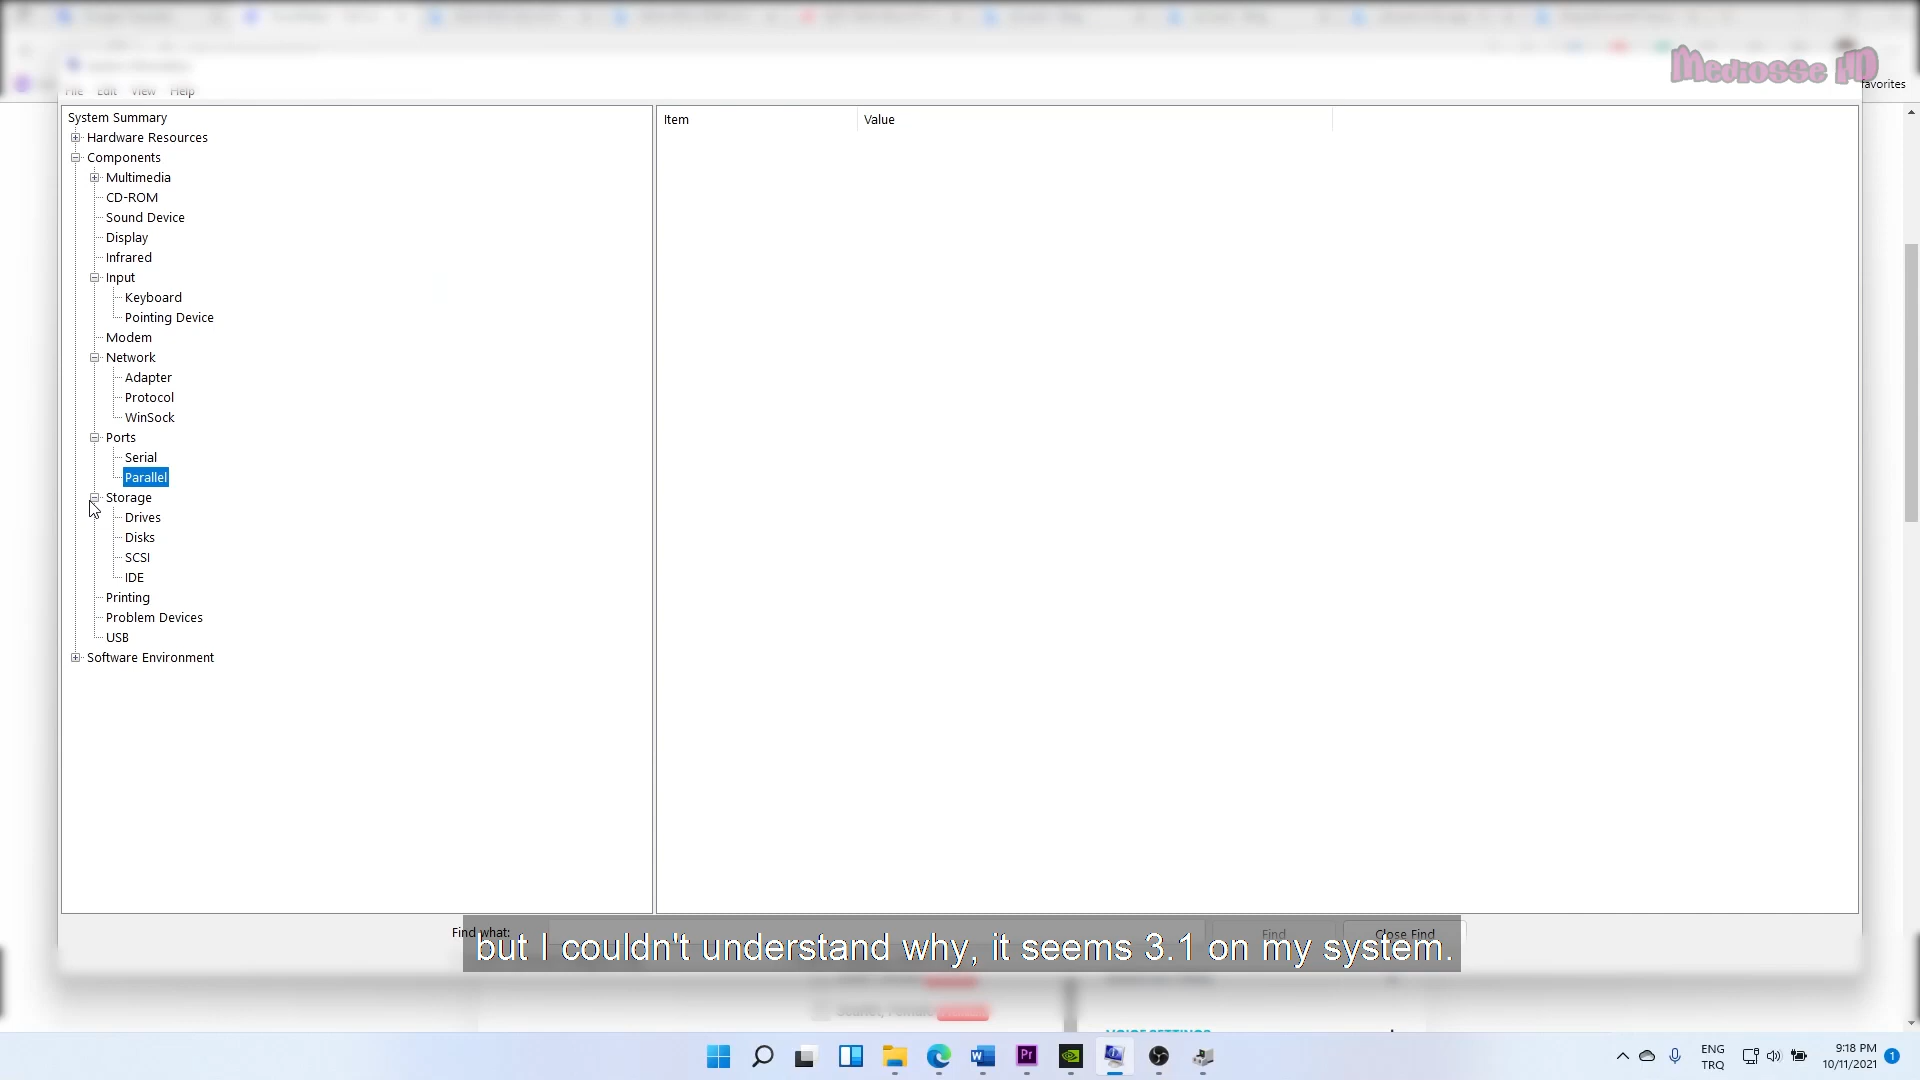 Mediosse HD
favorites
File Edit View Help
System Summary
Hardware Resources
Components
Multimedia
CD-ROM
Sound Device
Display
Infrared
Input
Keyboard
Pointing Device
Modem
Network
Adapter
Protocol
WinSock
Ports
Serial
Parallel
Storage
Drives
Disks
SCSI
IDE
Printing
Problem Devices
USB
Software Environment
Item Value
Find what: Find Close Find
but I couldn't understand why, it seems 3.1 on my system.
ENG
TRQ
9:18 PM
10/11/2021
1